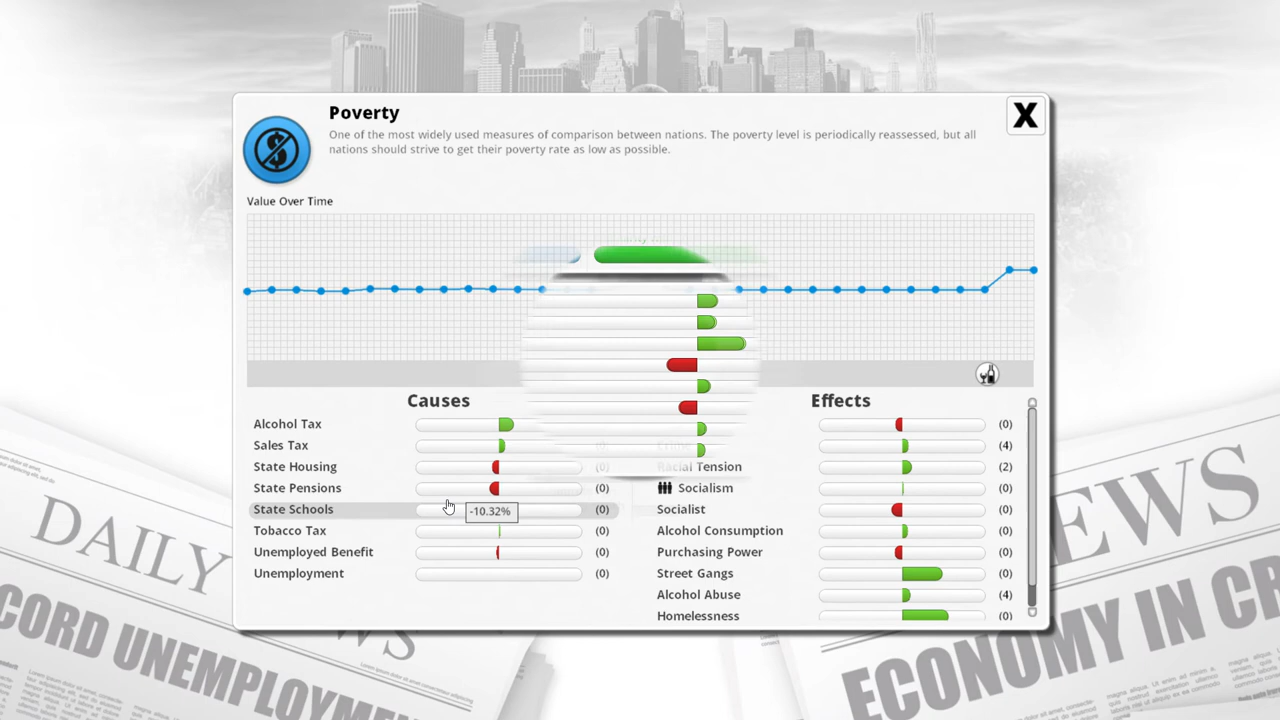 Poverty
X
One of the most widely used measures of comparison between nations. The poverty level is periodically reassessed, but all
nations should strive to get their poverty rate as low as possible.
Value Over Time
Causes
Effects
Alcohol Tax
(0)
Sales Tax
(0)
Crime
(4)
State Housing
(0)
Racial Tension
(2)
State Pensions
(0)
Socialism
(0)
State Schools
-10.32%
(0)
Socialist
(0)
Tobacco Tax
(0)
Alcohol Consumption
(0)
Unemployed Benefit
(0)
Purchasing Power
(0)
Unemployment
(0)
Street Gangs
(0)
Alcohol Abuse
(4)
Homelessness
(0)
DAILY
NEWS
NEWS
CORD UNEMPLOYM
ECONOMY IN CR